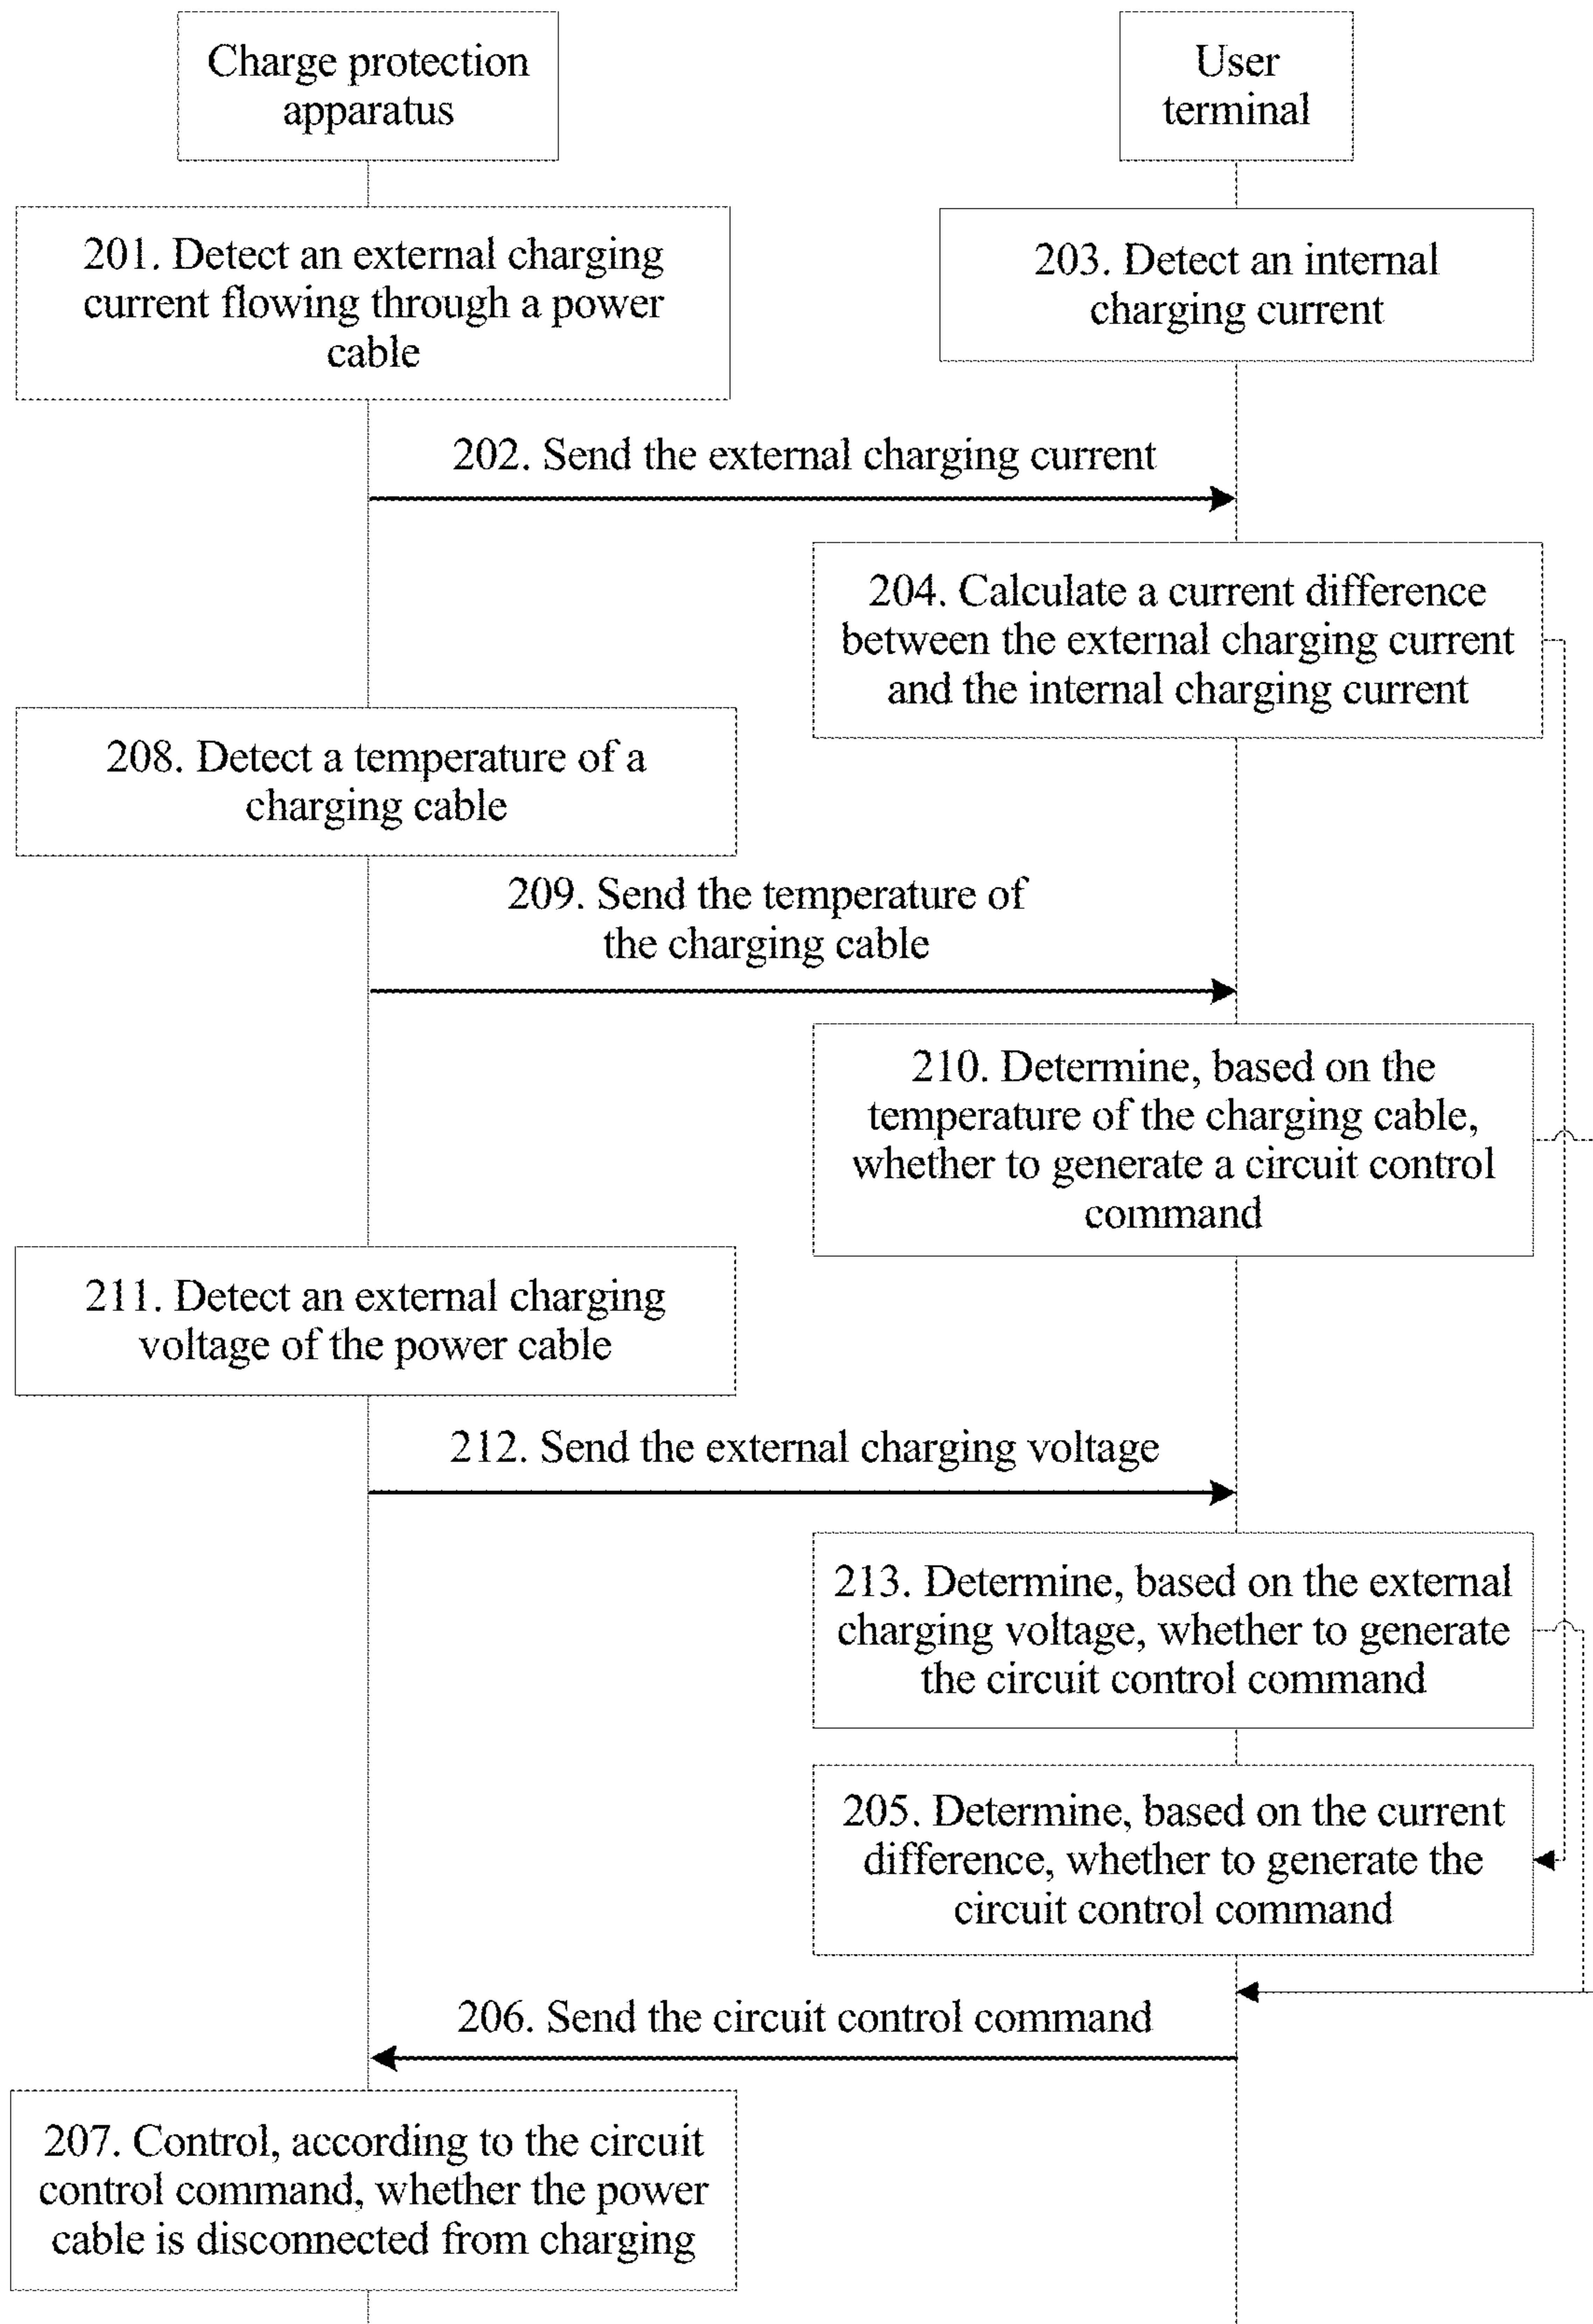 Charge protection
apparatus
User
terminal
201. Detect an external charging
current flowing through a power
cable
203. Detect an internal
charging current
202. Send the external charging current
204. Calculate a current difference
between the external charging current
and the internal charging current
208. Detect a temperature of a
charging cable
209. Send the temperature of
the charging cable
210. Determine, based on the
temperature of the charging cable,
whether to generate a circuit control
command
211. Detect an external charging
voltage of the power cable
212. Send the external charging voltage
213. Determine, based on the external
charging voltage, whether to generate
the circuit control command
205. Determine, based on the current
difference, whether to generate the
circuit control command
206. Send the circuit control command
207. Control, according to the circuit
control command, whether the power
cable is disconnected from charging